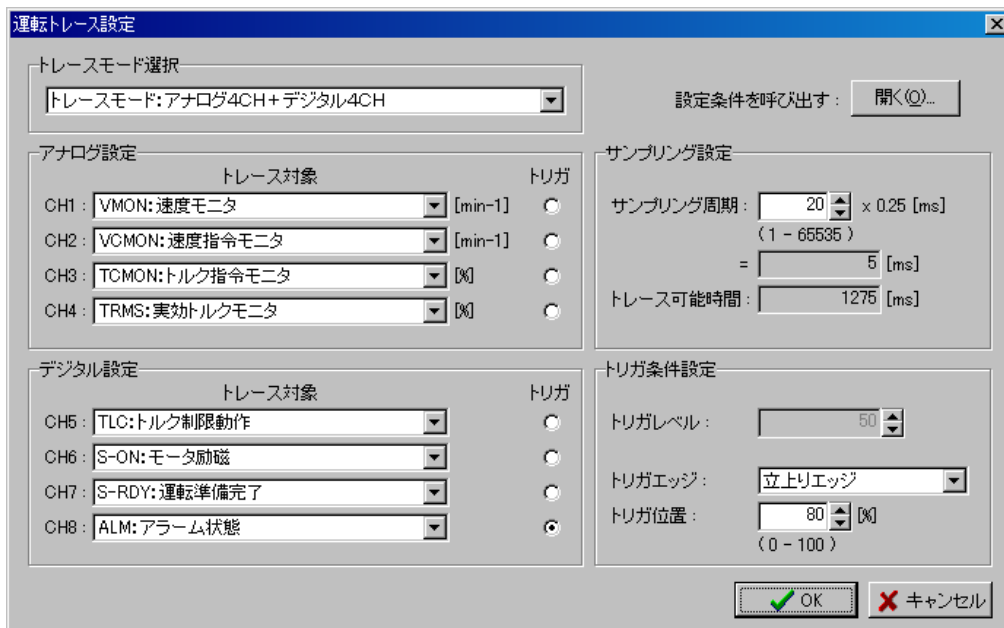 運転トレース設定
トレースモード選択
トレースモード:アナログ4CH+デジタル4CH
設定条件を呼び出す : 開く(O)...
アナログ設定
トレース対象 トリガ
CH1 : VMON:速度モニタ [min-1]
CH2 : VCMON:速度指令モニタ [min-1]
CH3 : TCMON:トルク指令モニタ [%]
CH4 : TRMS:実効トルクモニタ [%]
サンプリング設定
サンプリング周期 : 20 x 0.25 [ms]
( 1 - 65535 )
= 5 [ms]
トレース可能時間 : 1275 [ms]
デジタル設定
トレース対象 トリガ
CH5 : TLC:トルク制限動作
CH6 : S-ON:モータ励磁
CH7 : S-RDY:運転準備完了
CH8 : ALM:アラーム状態
トリガ条件設定
トリガレベル : 50
トリガエッジ : 立上りエッジ
トリガ位置 : 80 [%]
( 0 - 100 )
OK キャンセル